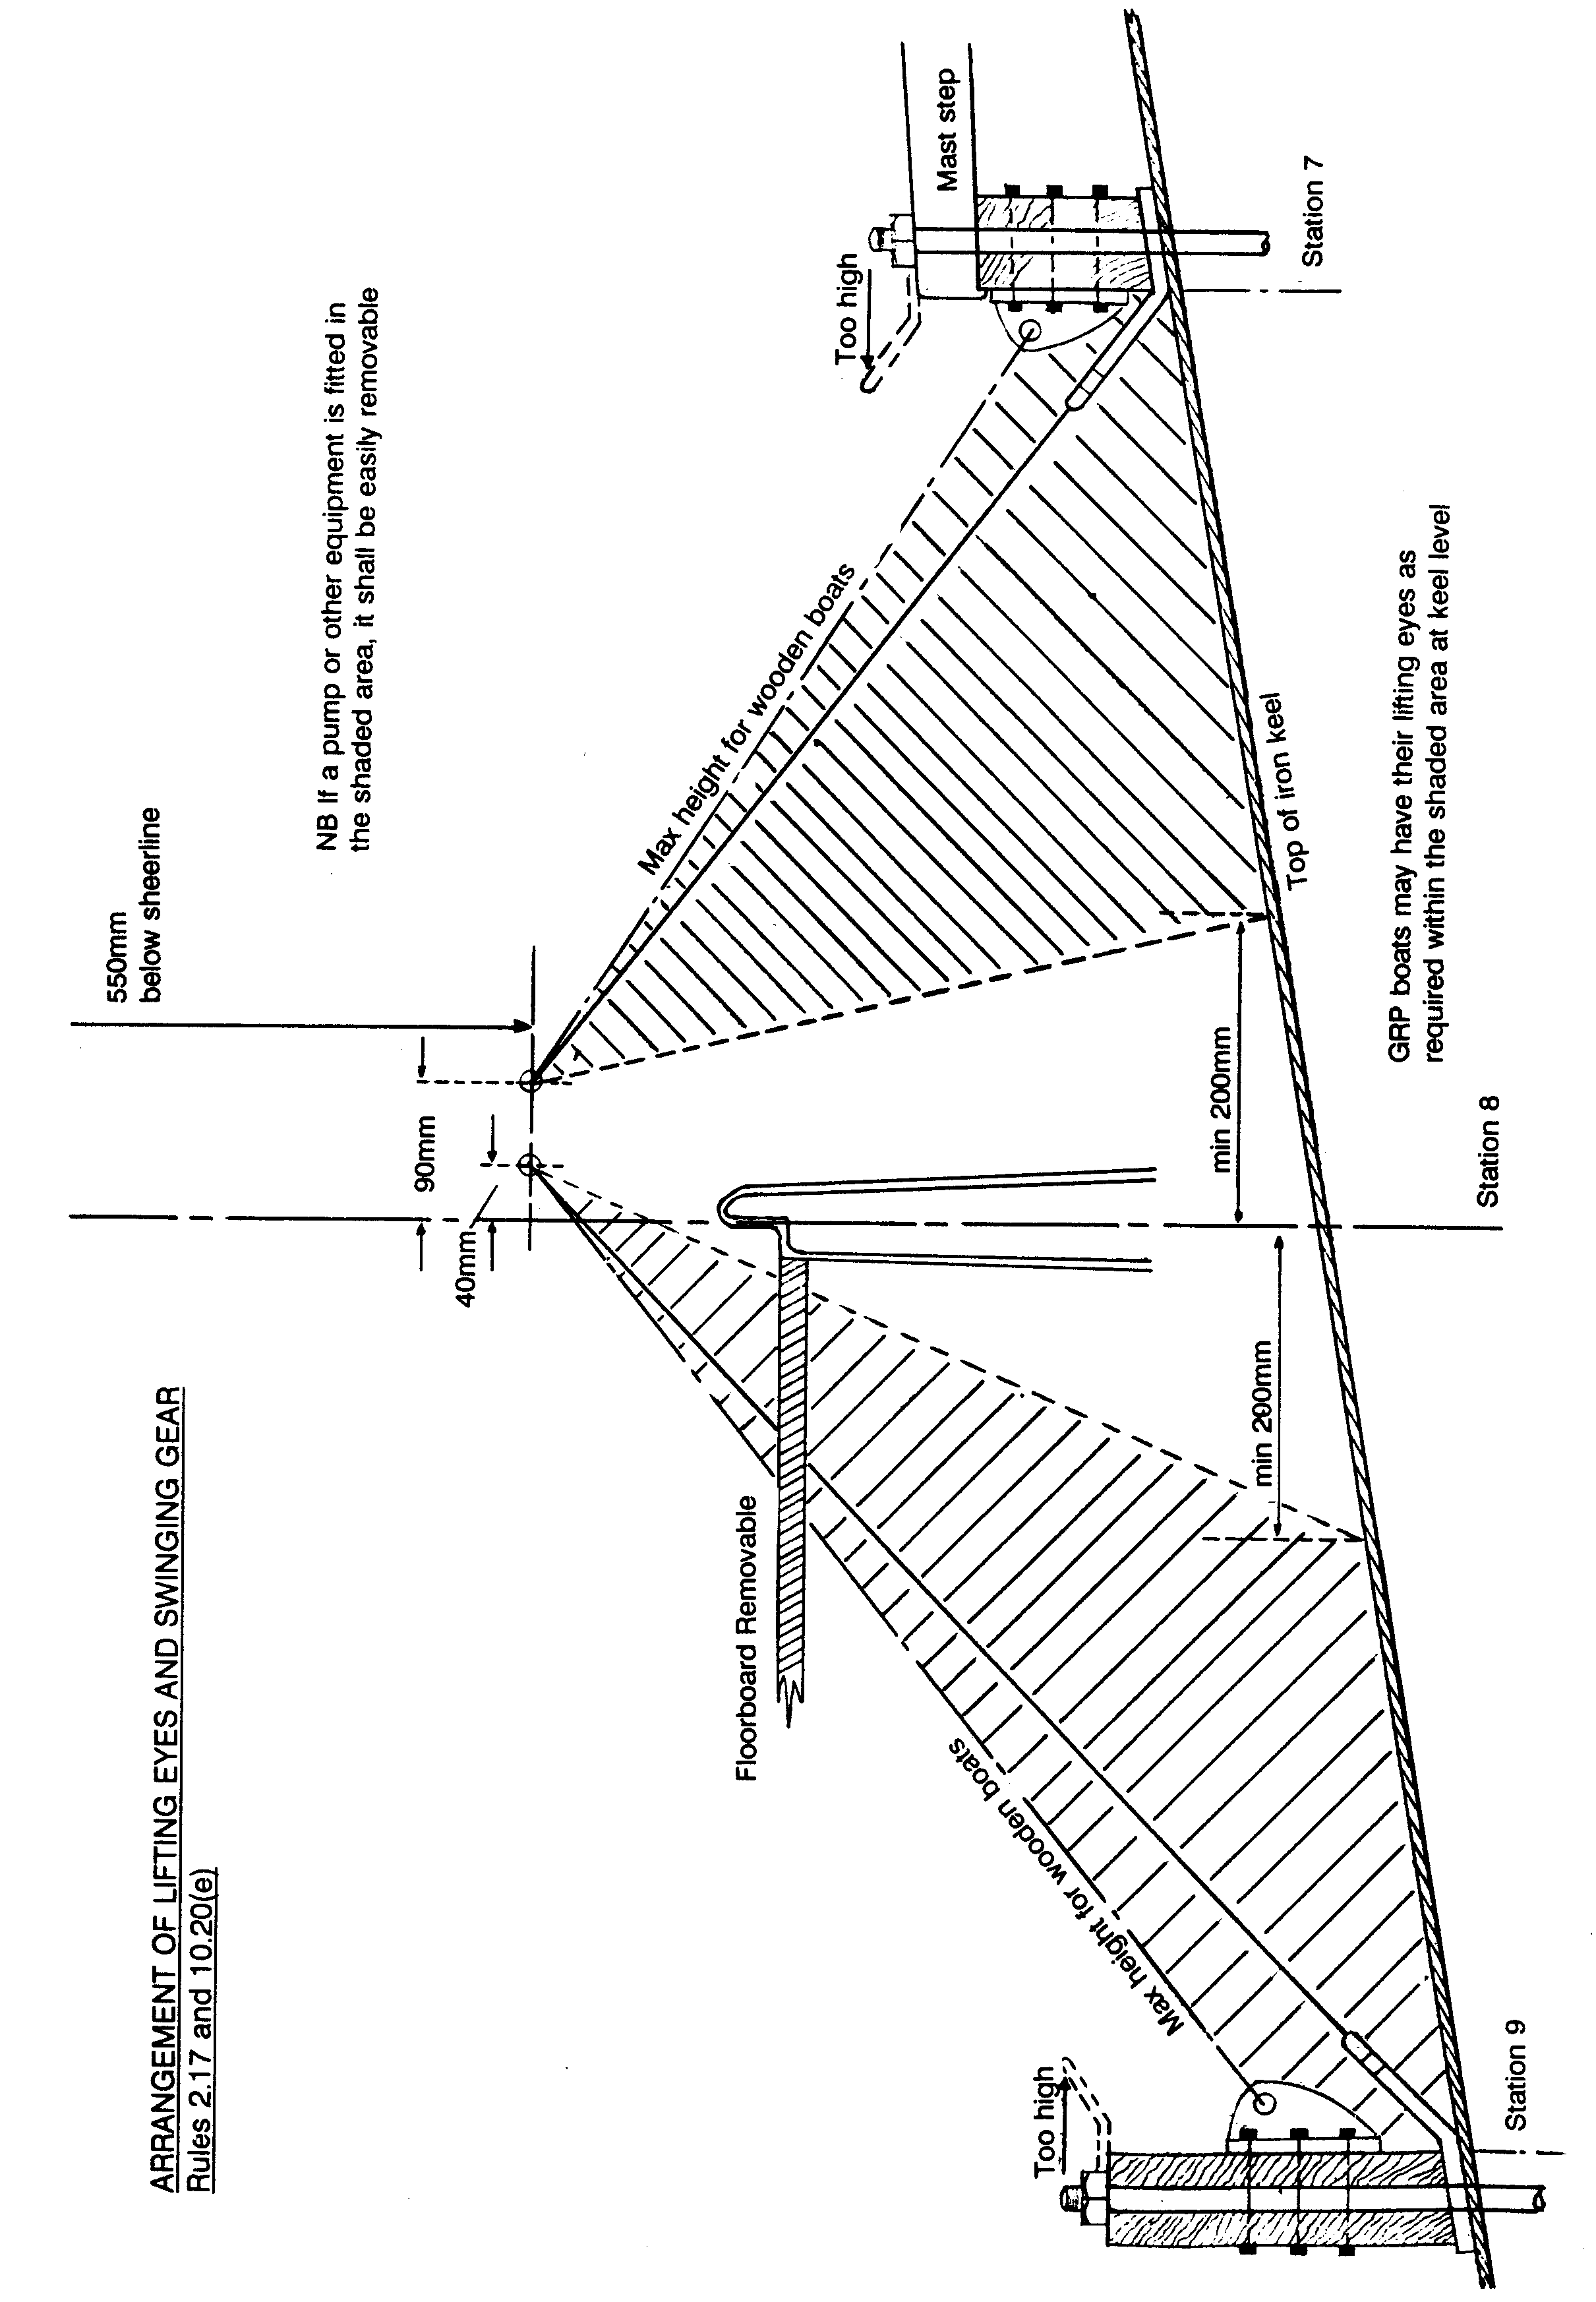 ARRANGEMENT OF LIFTING EYES AND SWINGING GEAR
Rules 2.17 and 10.20(e)
550mm
below sheerline
NB If a pump or other equipment is fitted in
the shaded area, it shall be easily removable
90mm
40mm
Floorboard Removable
Max height for wooden boats
Max height for wooden boats
Too high
Mast step
Too high
min 200mm
min 200mm
Top of iron keel
GRP boats may have their lifting eyes as
required within the shaded area at keel level
Station 9
Station 8
Station 7